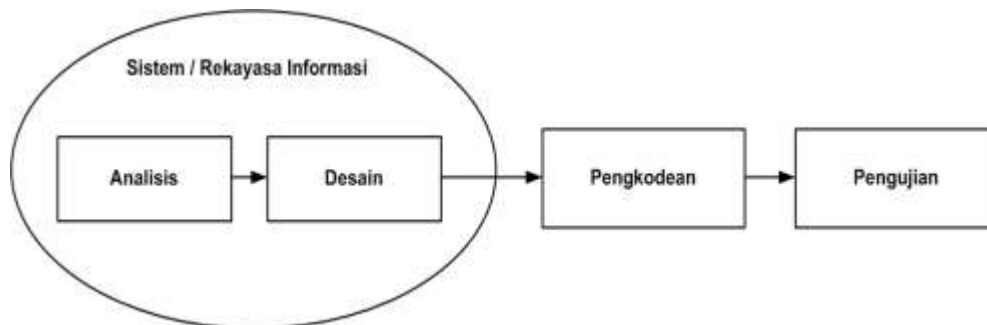 Sistem / Rekayasa Informasi
Analisis
Desain
Pengkodean
Pengujian